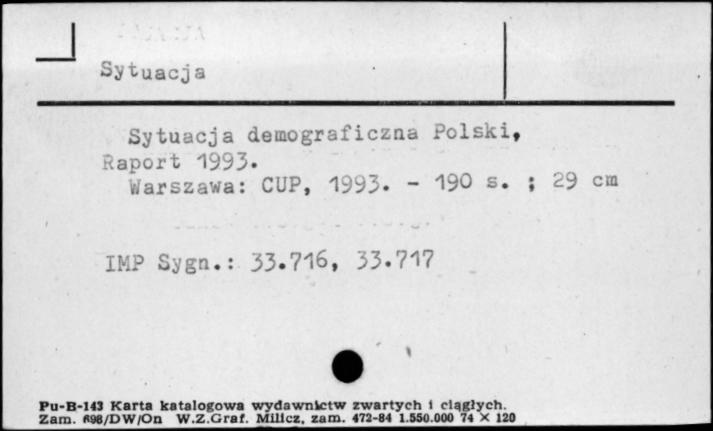 Sytuacja
Sytuacja demograficzna Polski,
Raport 1993.
Warszawa: CUP, 1993. - 190 s. ; 29 cm
IMP Sygn.: 33.716, 33.717
Pu-B-143 Karta katalogowa wydawnictw zwartych i ciągłych.
Zam. 698/DW/On W.Z.Graf. Milicz, zam. 472-84 1.550.000 74 X 120